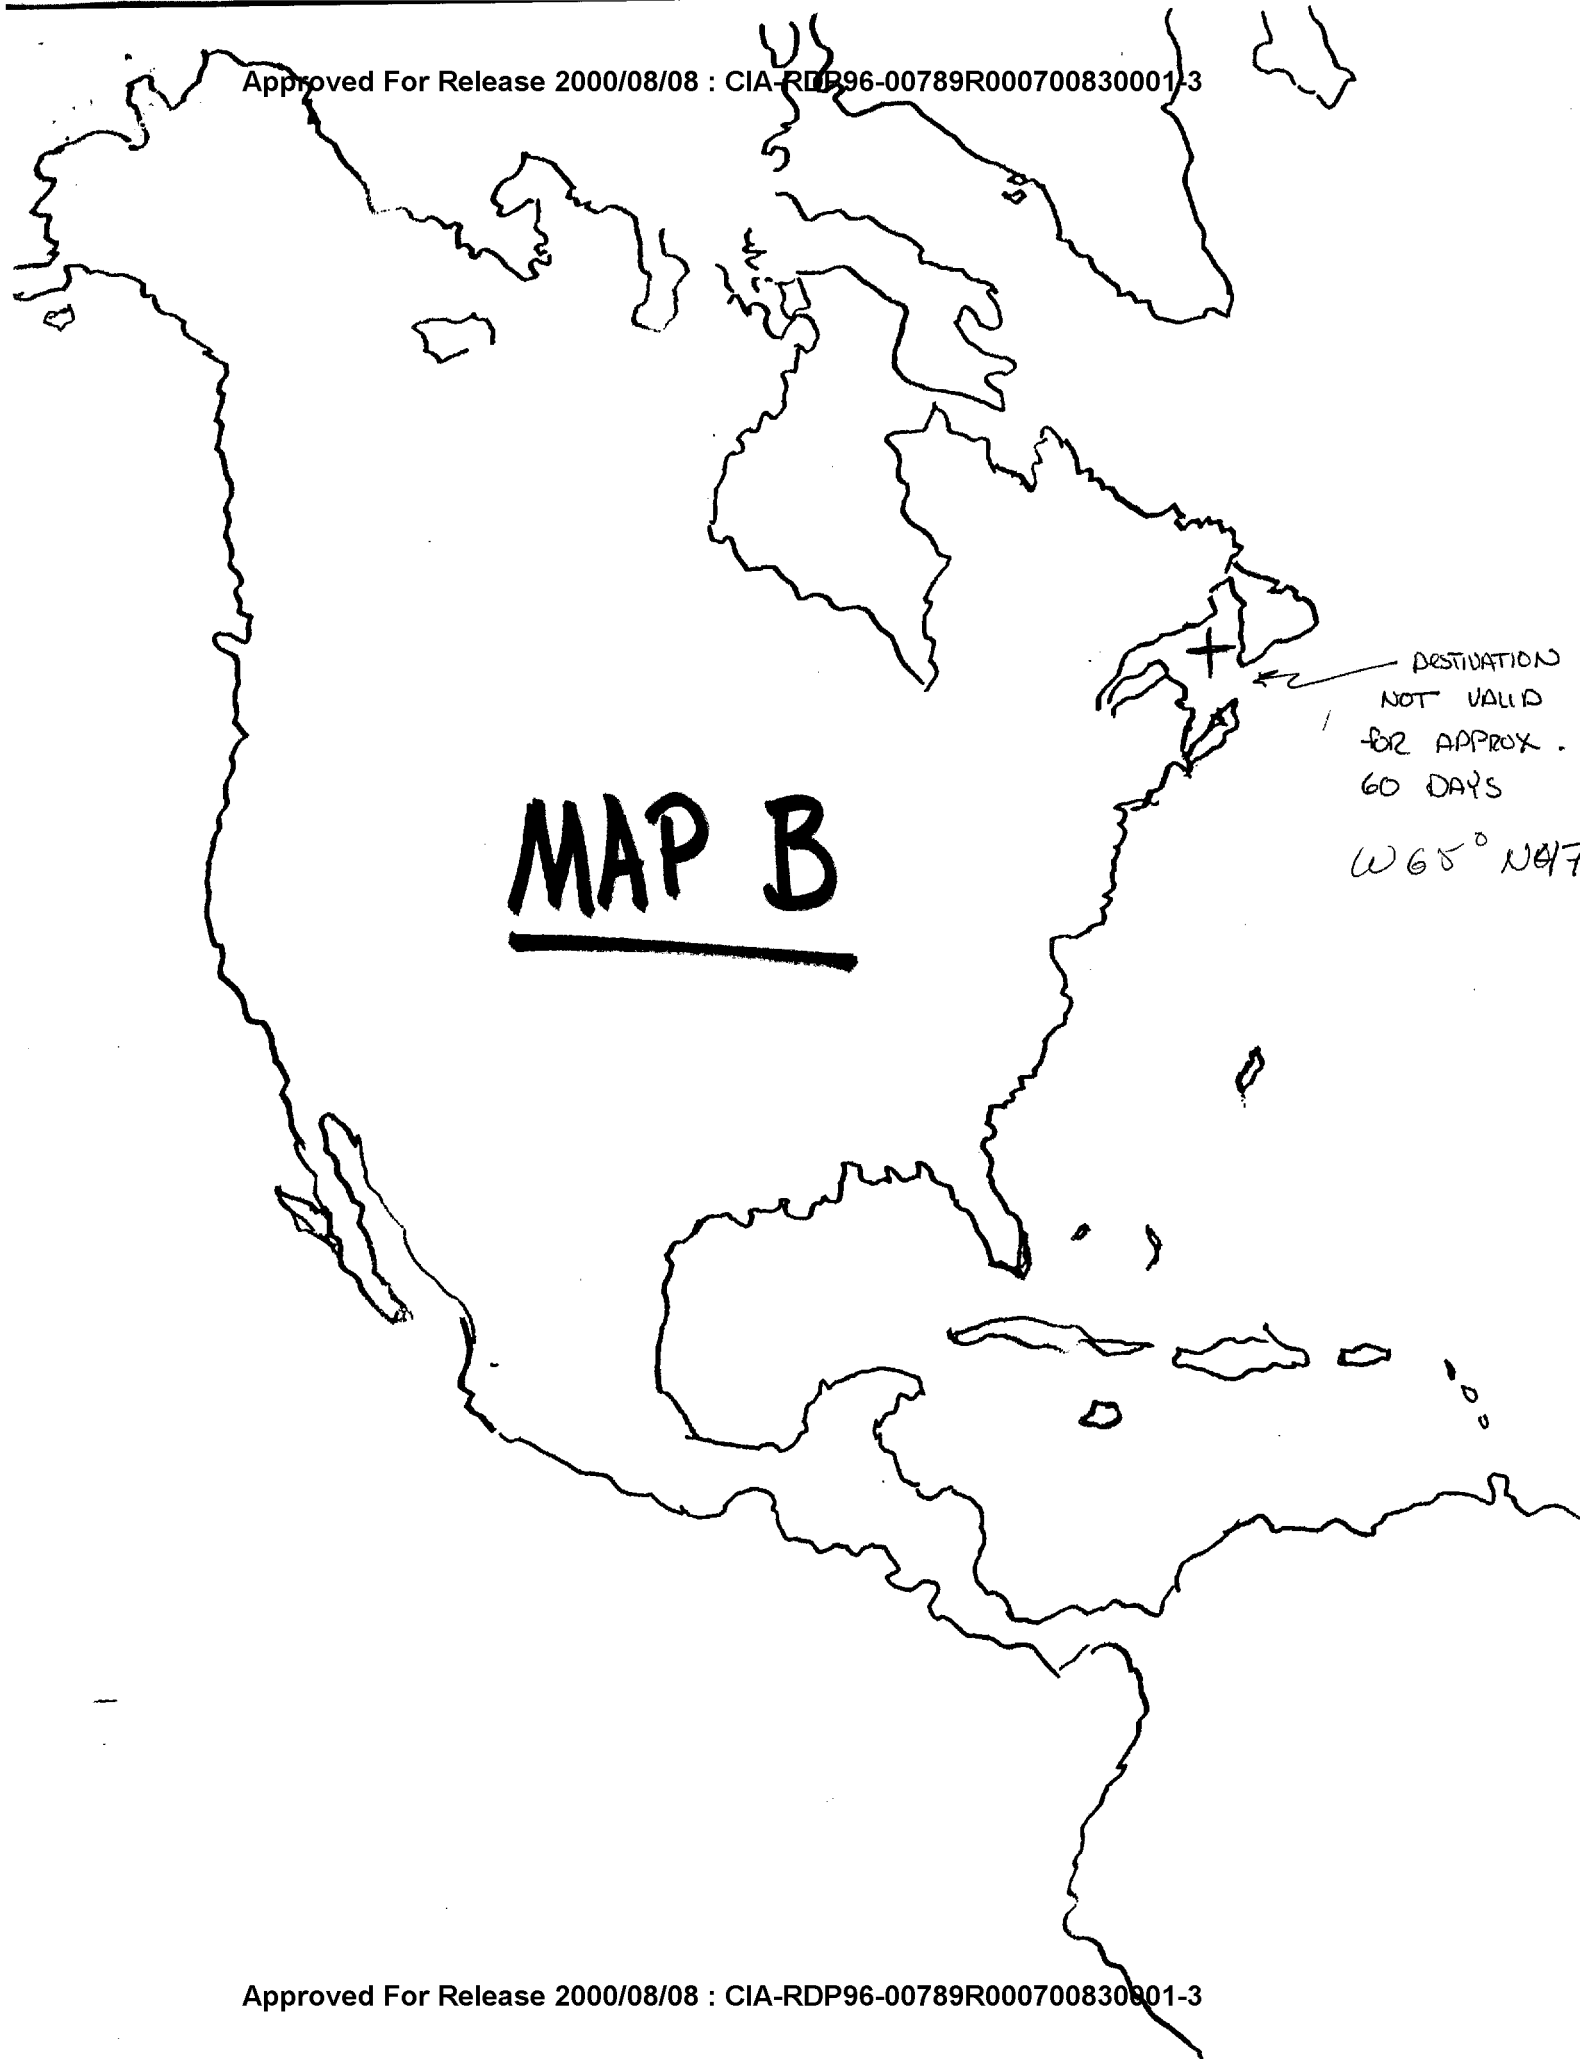 Approved For Release 2000/08/08 : CIA-RDP96-00789R000700830001-3
DESTINATION
NOT VALID
FOR APPROX.
60 DAYS
W 65° N47
MAP B
Approved For Release 2000/08/08 : CIA-RDP96-00789R000700830001-3